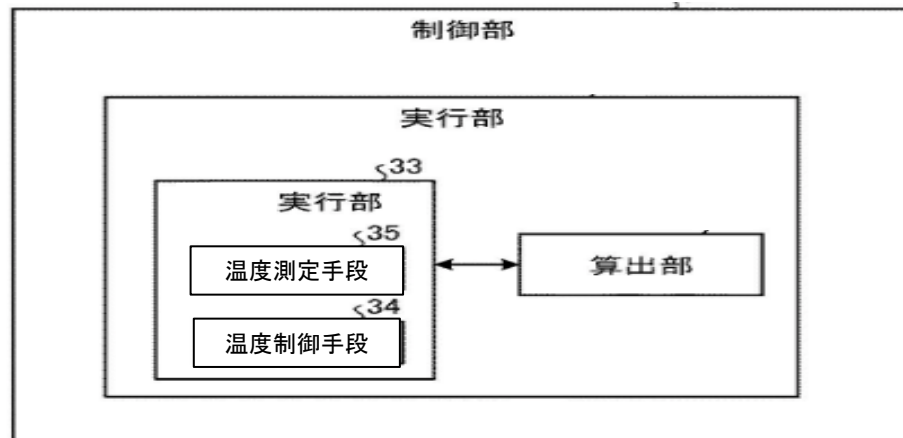 制御部
実行部
33
実行部
35
温度測定手段
算出部
34
温度制御手段